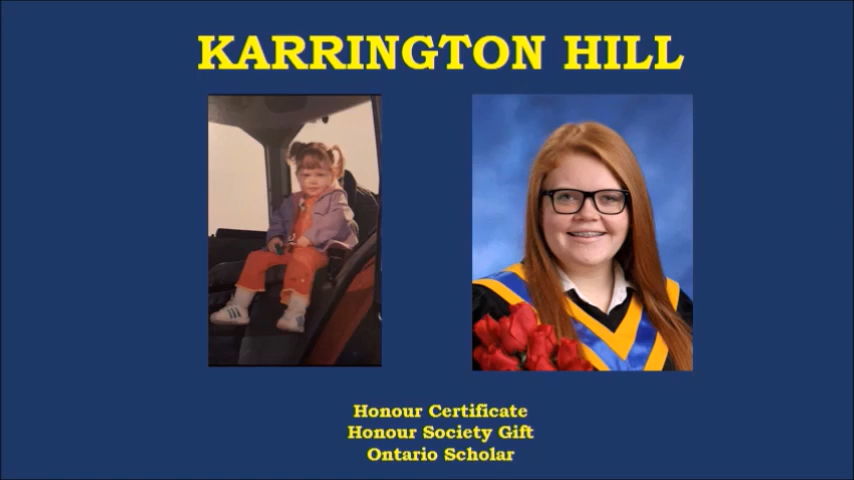 KARRINGTON HILL
Honour Certificate
Honour Society Gift
Ontario Scholar